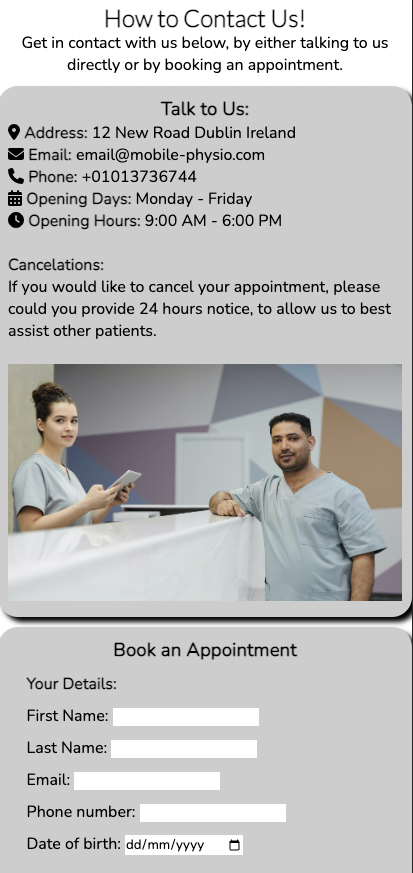 How to Contact Us!
Get in contact with us below, by either talking to us
directly or by booking an appointment.
Talk to Us:
Address: 12 New Road Dublin Ireland
Email: email@mobile-physio.com
Phone: +01013736744
Opening Days: Monday - Friday
Opening Hours: 9:00 AM - 6:00 PM
Cancelations:
If you would like to cancel your appointment, please
could you provide 24 hours notice, to allow us to best
assist other patients.
Book an Appointment
Your Details:
First Name:
Last Name:
Email:
Phone number:
Date of birth: dd/mm/yyyy